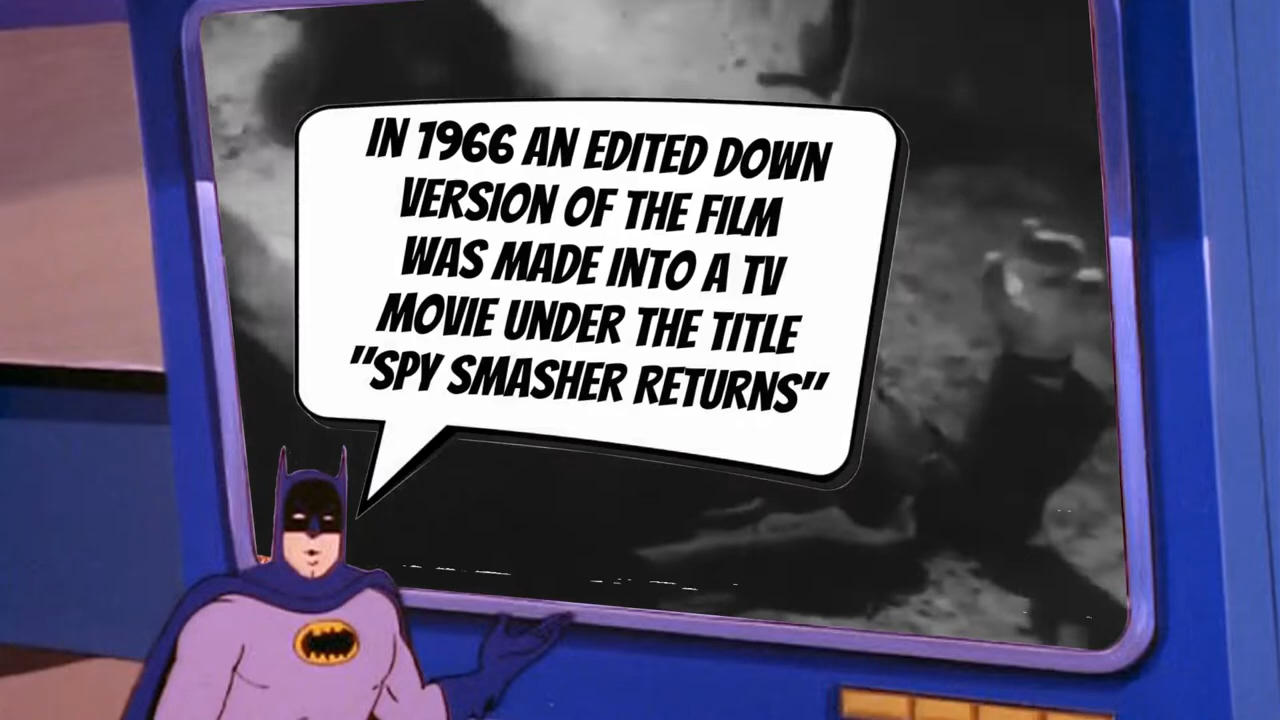 IN 1966 AN EDITED DOWN
VERSION OF THE FILM
WAS MADE INTO A TV
MOVIE UNDER THE TITLE
"SPY SMASHER RETURNS"